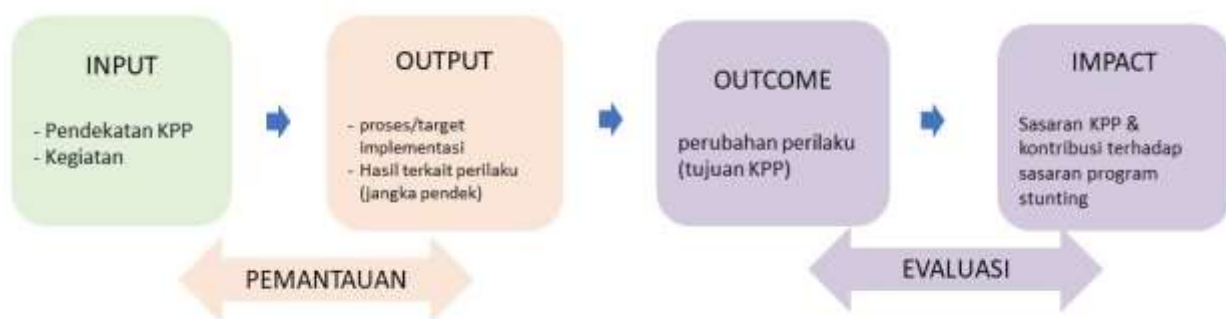 INPUT
- Pendekatan KPP
- Kegiatan
OUTPUT
- proses/target
implementasi
- Hasil terkait perilaku
(jangka pendek)
OUTCOME
perubahan perilaku
(tujuan KPP)
IMPACT
Sasaran KPP &
kontribusi terhadap
sasaran program
stunting
PEMANTAUAN
EVALUASI